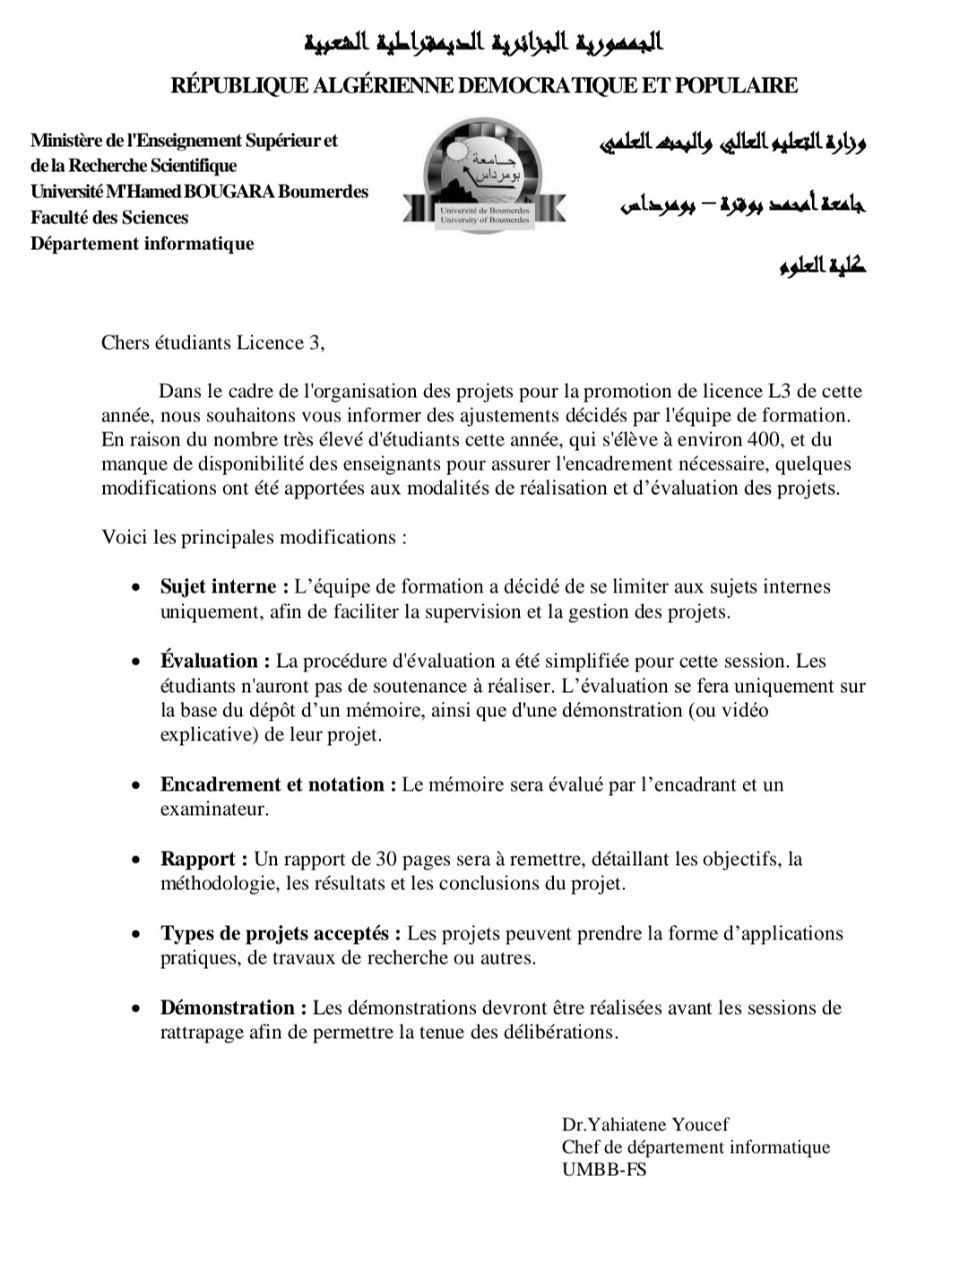 الجمهورية الجزائرية الديمقراطية الشعبية
RÉPUBLIQUE ALGÉRIENNE DEMOCRATIQUE ET POPULAIRE
Ministère de l'Enseignement Supérieur et
de la Recherche Scientifique
Université M'Hamed BOUGARA Boumerdes
Faculté des Sciences
Département informatique
جامعة
بومرداس
Université de Boumerdes
University of Boumerdes
وزارة التعليم العالي والبحث العلمي
جامعة أمحمد بوقرة – بومرداس
كلية العلوم
Chers étudiants Licence 3,
Dans le cadre de l'organisation des projets pour la promotion de licence L3 de cette
année, nous souhaitons vous informer des ajustements décidés par l'équipe de formation.
En raison du nombre très élevé d'étudiants cette année, qui s'élève à environ 400, et du
manque de disponibilité des enseignants pour assurer l'encadrement nécessaire, quelques
modifications ont été apportées aux modalités de réalisation et d’évaluation des projets.
Voici les principales modifications :
• Sujet interne : L’équipe de formation a décidé de se limiter aux sujets internes
uniquement, afin de faciliter la supervision et la gestion des projets.
• Évaluation : La procédure d'évaluation a été simplifiée pour cette session. Les
étudiants n'auront pas de soutenance à réaliser. L’évaluation se fera uniquement sur
la base du dépôt d’un mémoire, ainsi que d'une démonstration (ou vidéo
explicative) de leur projet.
• Encadrement et notation : Le mémoire sera évalué par l’encadrant et un
examinateur.
• Rapport : Un rapport de 30 pages sera à remettre, détaillant les objectifs, la
méthodologie, les résultats et les conclusions du projet.
• Types de projets acceptés : Les projets peuvent prendre la forme d’applications
pratiques, de travaux de recherche ou autres.
• Démonstration : Les démonstrations devront être réalisées avant les sessions de
rattrapage afin de permettre la tenue des délibérations.
Dr.Yahiatene Youcef
Chef de département informatique
UMBB-FS